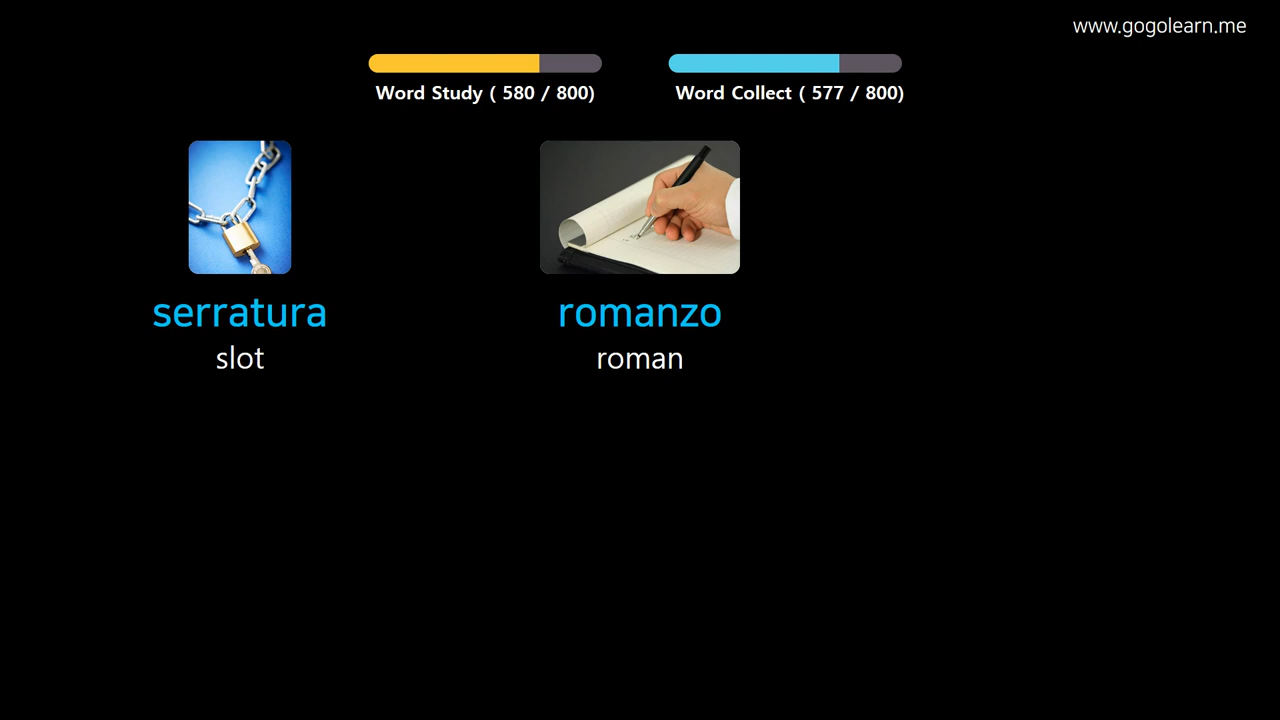 www.gogolearn.me
Word Study ( 580 / 800)
Word Collect ( 577 / 800)
serratura
slot
romanzo
roman